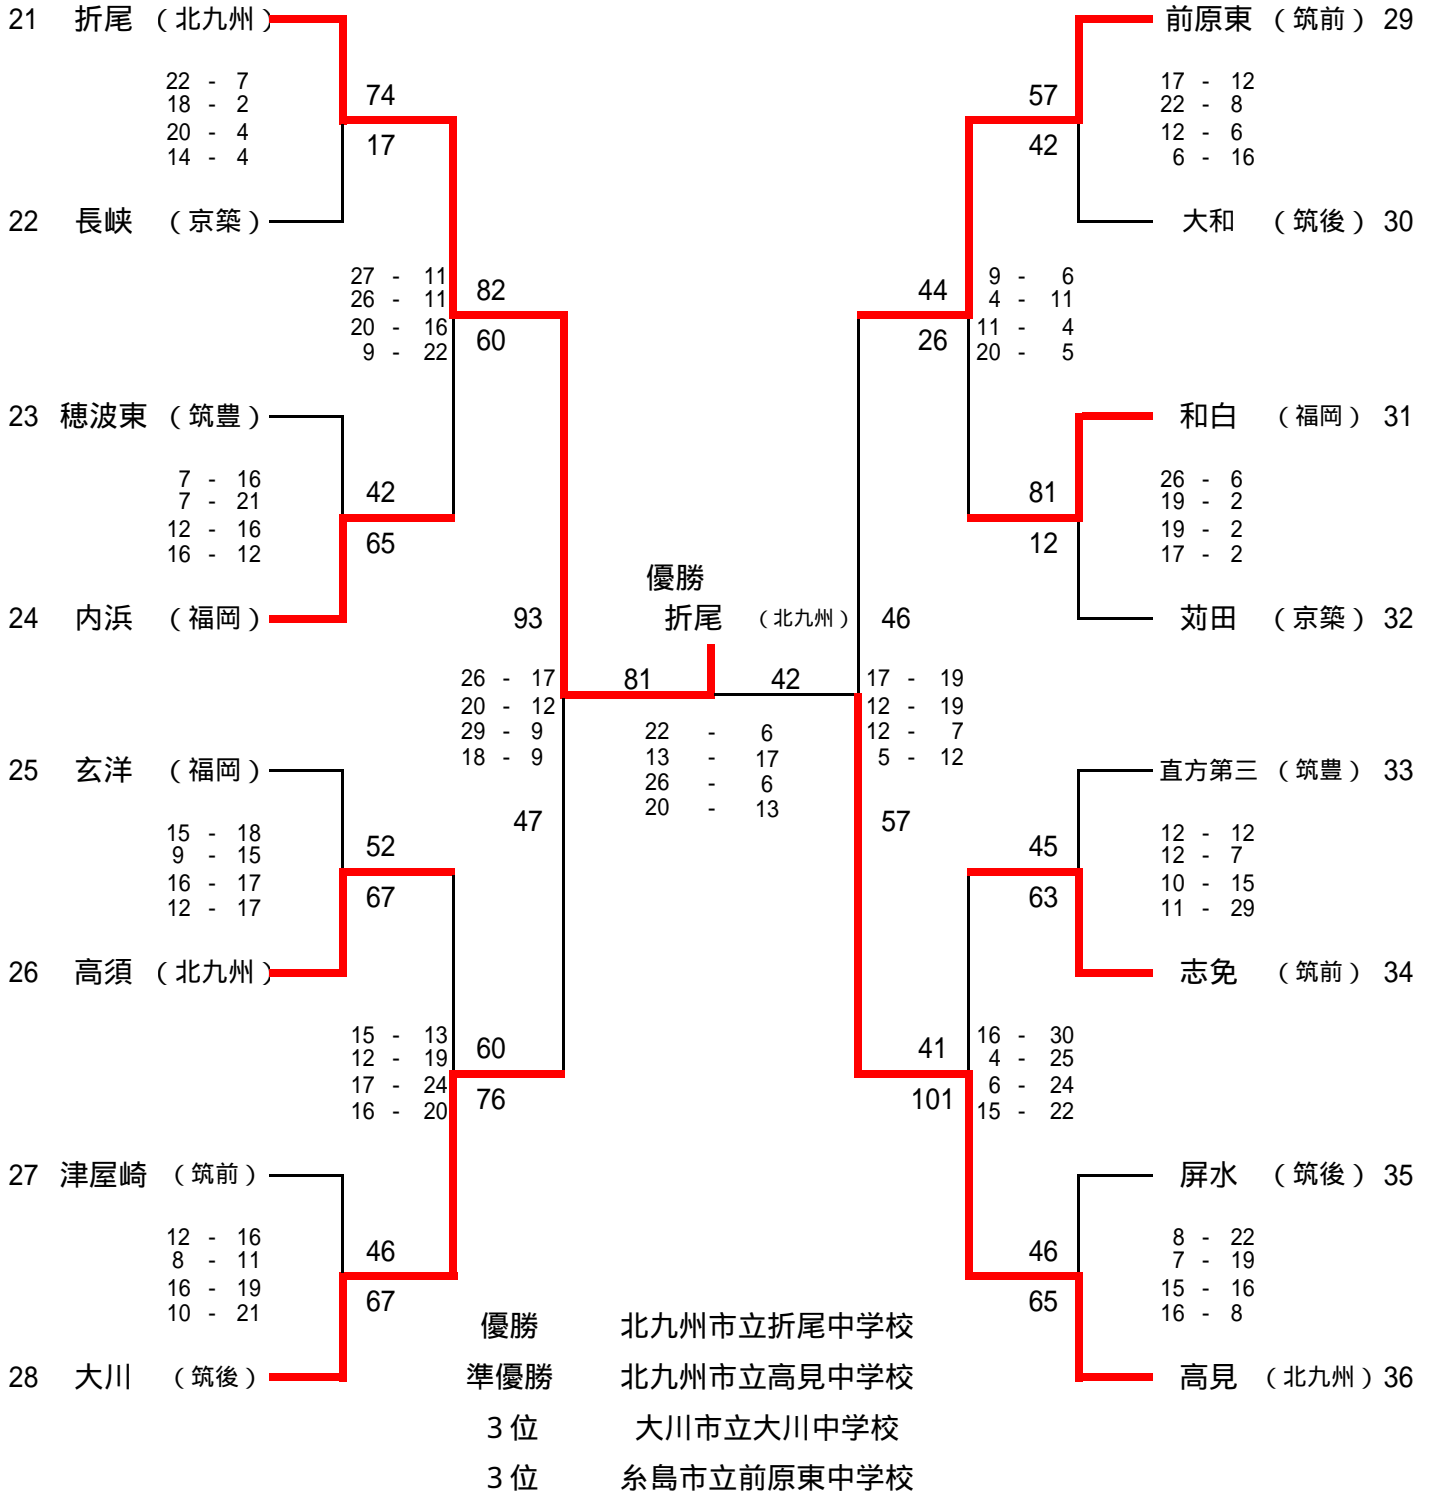 21 折尾 (北九州)
22 - 7
18 - 2
20 - 4
14 - 4
74
17
22 長峡 (京築)
27 - 11
26 - 11
20 - 16
9 - 22
82
60
23 穂波東 (筑豊)
7 - 16
7 - 21
12 - 16
16 - 12
42
65
24 内浜 (福岡)
93
26 - 17
20 - 12
29 - 9
18 - 9
47
25 玄洋 (福岡)
15 - 18
9 - 15
16 - 17
12 - 17
52
67
26 高須 (北九州)
15 - 13
12 - 19
17 - 24
16 - 20
60
76
27 津屋崎 (筑前)
12 - 16
8 - 11
16 - 19
10 - 21
46
67
28 大川 (筑後)
優勝
折尾 (北九州)
81 42
22 - 6
13 - 17
26 - 6
20 - 13
前原東 (筑前) 29
57
42
17 - 12
22 - 8
12 - 6
6 - 16
大和 (筑後) 30
44
26
9 - 6
4 - 11
11 - 4
20 - 5
和白 (福岡) 31
81
12
26 - 6
19 - 2
19 - 2
17 - 2
苅田 (京築) 32
46
17 - 19
12 - 19
12 - 7
5 - 12
57
直方第三 (筑豊) 33
45
63
12 - 12
12 - 7
10 - 15
11 - 29
志免 (筑前) 34
41
101
16 - 30
4 - 25
6 - 24
15 - 22
屏水 (筑後) 35
46
65
8 - 22
7 - 19
15 - 16
16 - 8
高見 (北九州) 36
優勝 北九州市立折尾中学校
準優勝 北九州市立高見中学校
3位 大川市立大川中学校
3位 糸島市立前原東中学校